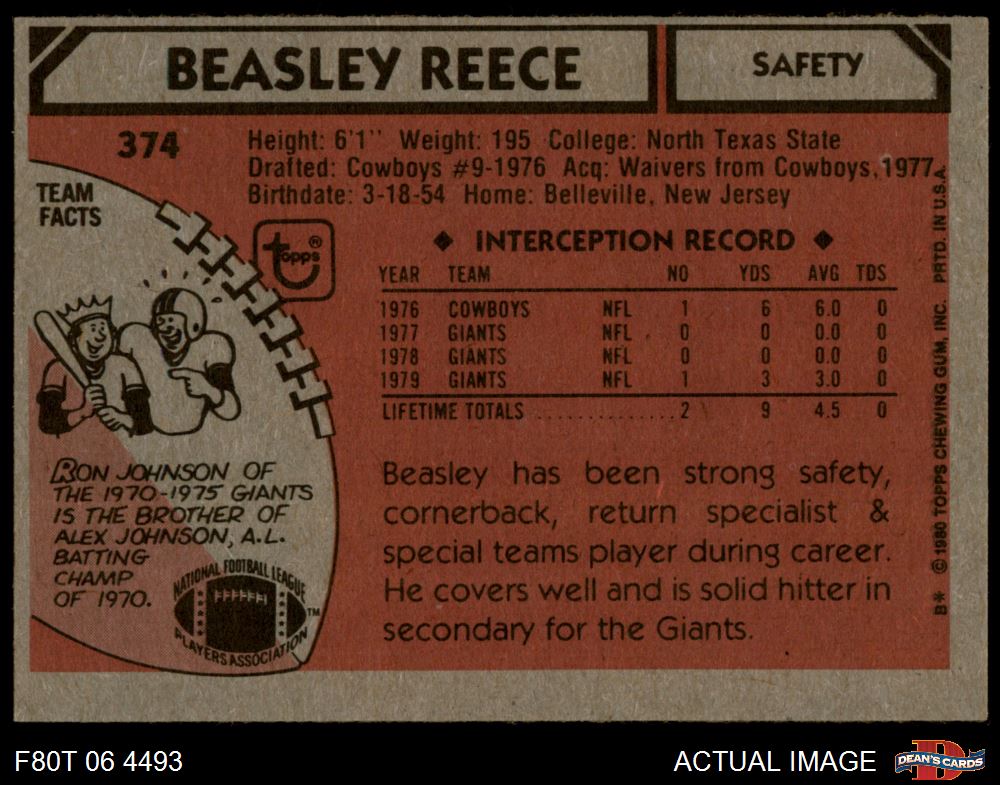 BEASLEY REECE
SAFETY
374
Height: 6'1" Weight: 195 College: North Texas State
Drafted: Cowboys #9-1976 Acq: Waivers from Cowboys, 1977.
Birthdate: 3-18-54 Home: Belleville, New Jersey
TEAM
FACTS
topps®
◆ INTERCEPTION RECORD ◆
YEAR TEAM NO YDS AVG TDS
1976 COWBOYS NFL 1 6 6.0 0
1977 GIANTS NFL 0 0 0.0 0
1978 GIANTS NFL 0 0 0.0 0
1979 GIANTS NFL 1 3 3.0 0
LIFETIME TOTALS ................ 2 9 4.5 0
RON JOHNSON OF
THE 1970-1975 GIANTS
IS THE BROTHER OF
ALEX JOHNSON, A.L.
BATTING
CHAMP
OF 1970.
NATIONAL FOOTBALL LEAGUE
PLAYERS ASSOCIATION
™
Beasley has been strong safety,
cornerback, return specialist &
special teams player during career.
He covers well and is solid hitter in
secondary for the Giants.
B* © 1980 TOPPS CHEWING GUM, INC. PRTD. IN U.S.A.
F80T 06 4493
ACTUAL IMAGE
D
DEAN'S CARDS